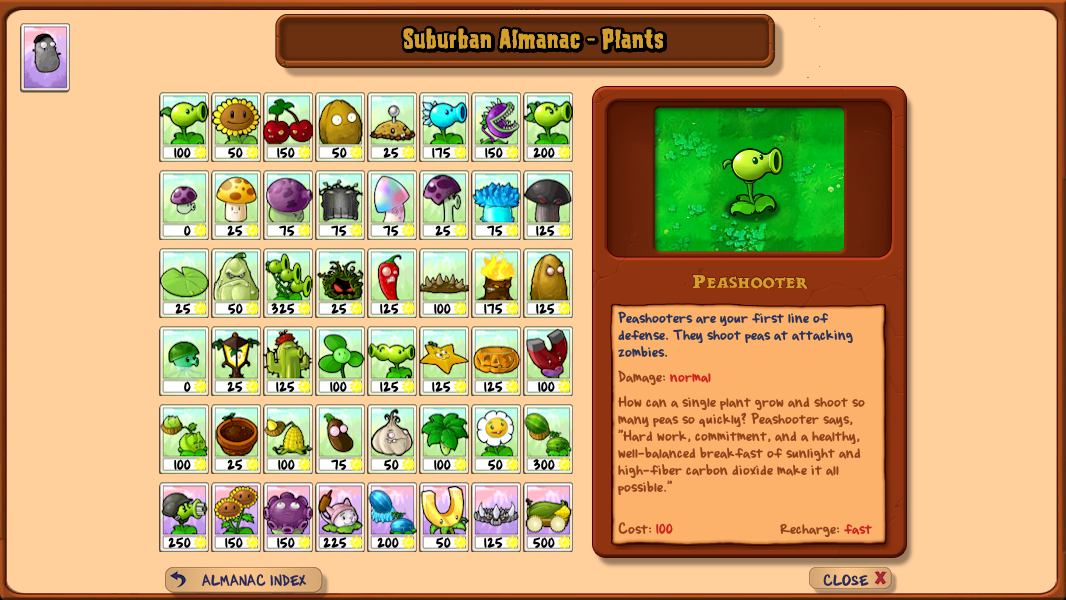 Suburban Almanac - Plants
100 50 150 50 25 175 150 200
0 25 75 75 75 25 75 125
25 50 325 25 125 100 175 125
0 25 125 100 125 125 125 100
100 25 100 75 50 100 50 300
250 150 150 225 200 50 125 500
PEASHOOTER
Peashooters are your first line of
defense. They shoot peas at attacking
zombies.
Damage: normal
How can a single plant grow and shoot so
many peas so quickly? Peashooter says,
"Hard work, commitment, and a healthy,
well-balanced breakfast of sunlight and
high-fiber carbon dioxide make it all
possible."
Cost: 100 Recharge: fast
ALMANAC INDEX
CLOSE X